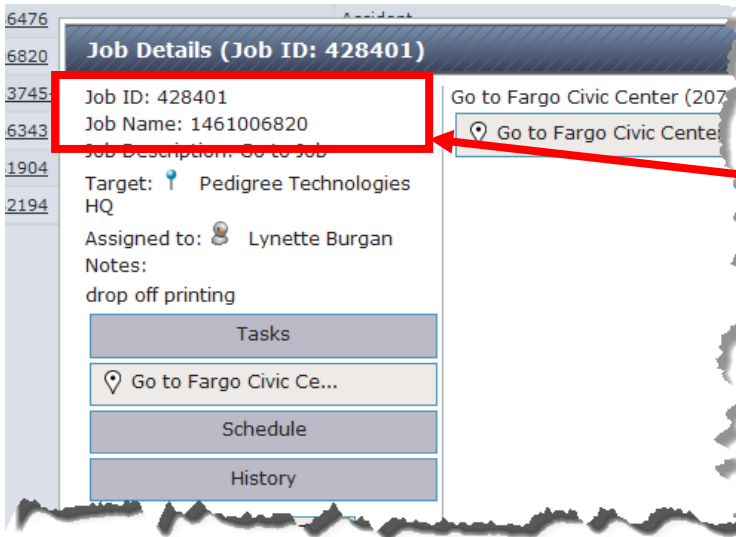 6476
Accident
6820
Job Details (Job ID: 428401)
3745-
Job ID: 428401
Go to Fargo Civic Center (207
6343
Job Name: 1461006820
Go to Fargo Civic Center
Job Description: Go to Job
1904
Target: Pedigree Technologies
2194
HQ
Assigned to: Lynette Burgan
Notes:
drop off printing
Tasks
Go to Fargo Civic Ce...
Schedule
History